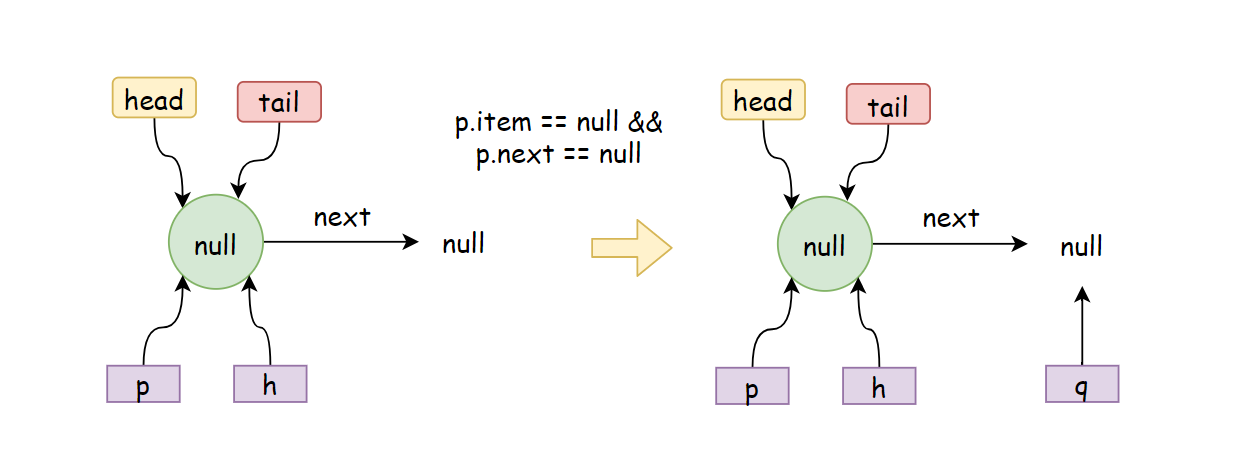 head
tail
p.item == null &&
p.next == null
null
next
null
p
h
head
tail
null
next
null
p
h
q